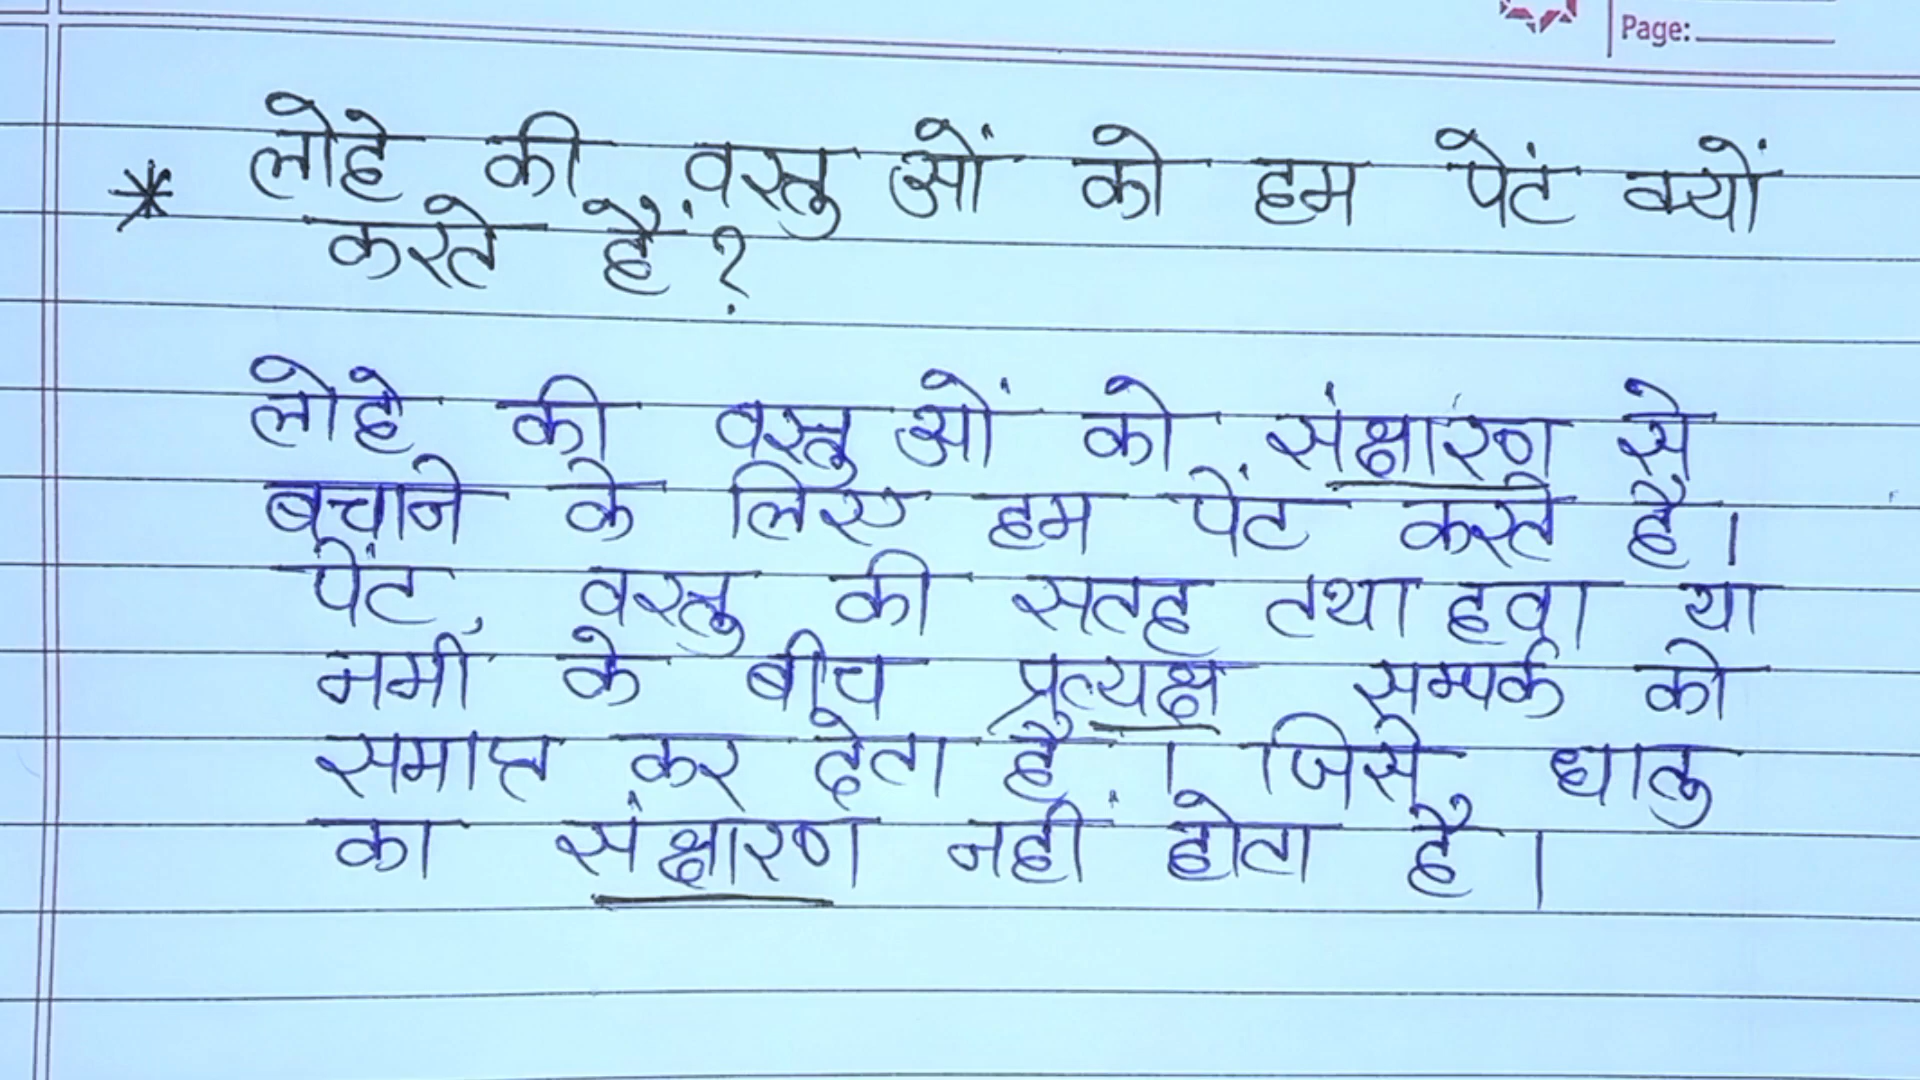 Page:
* लोहे की वस्तुओं को हम पेंट क्यों
करते हैं?
लोहे की वस्तुओं को संक्षारण से
बचाने के लिए हम पेंट करते हैं।
पेंट, वस्तु की सतह तथा हवा या
नमी के बीच प्रत्यक्ष सम्पर्क को
समाप्त कर देता है। जिसे धातु
का संक्षारण नहीं होता है।